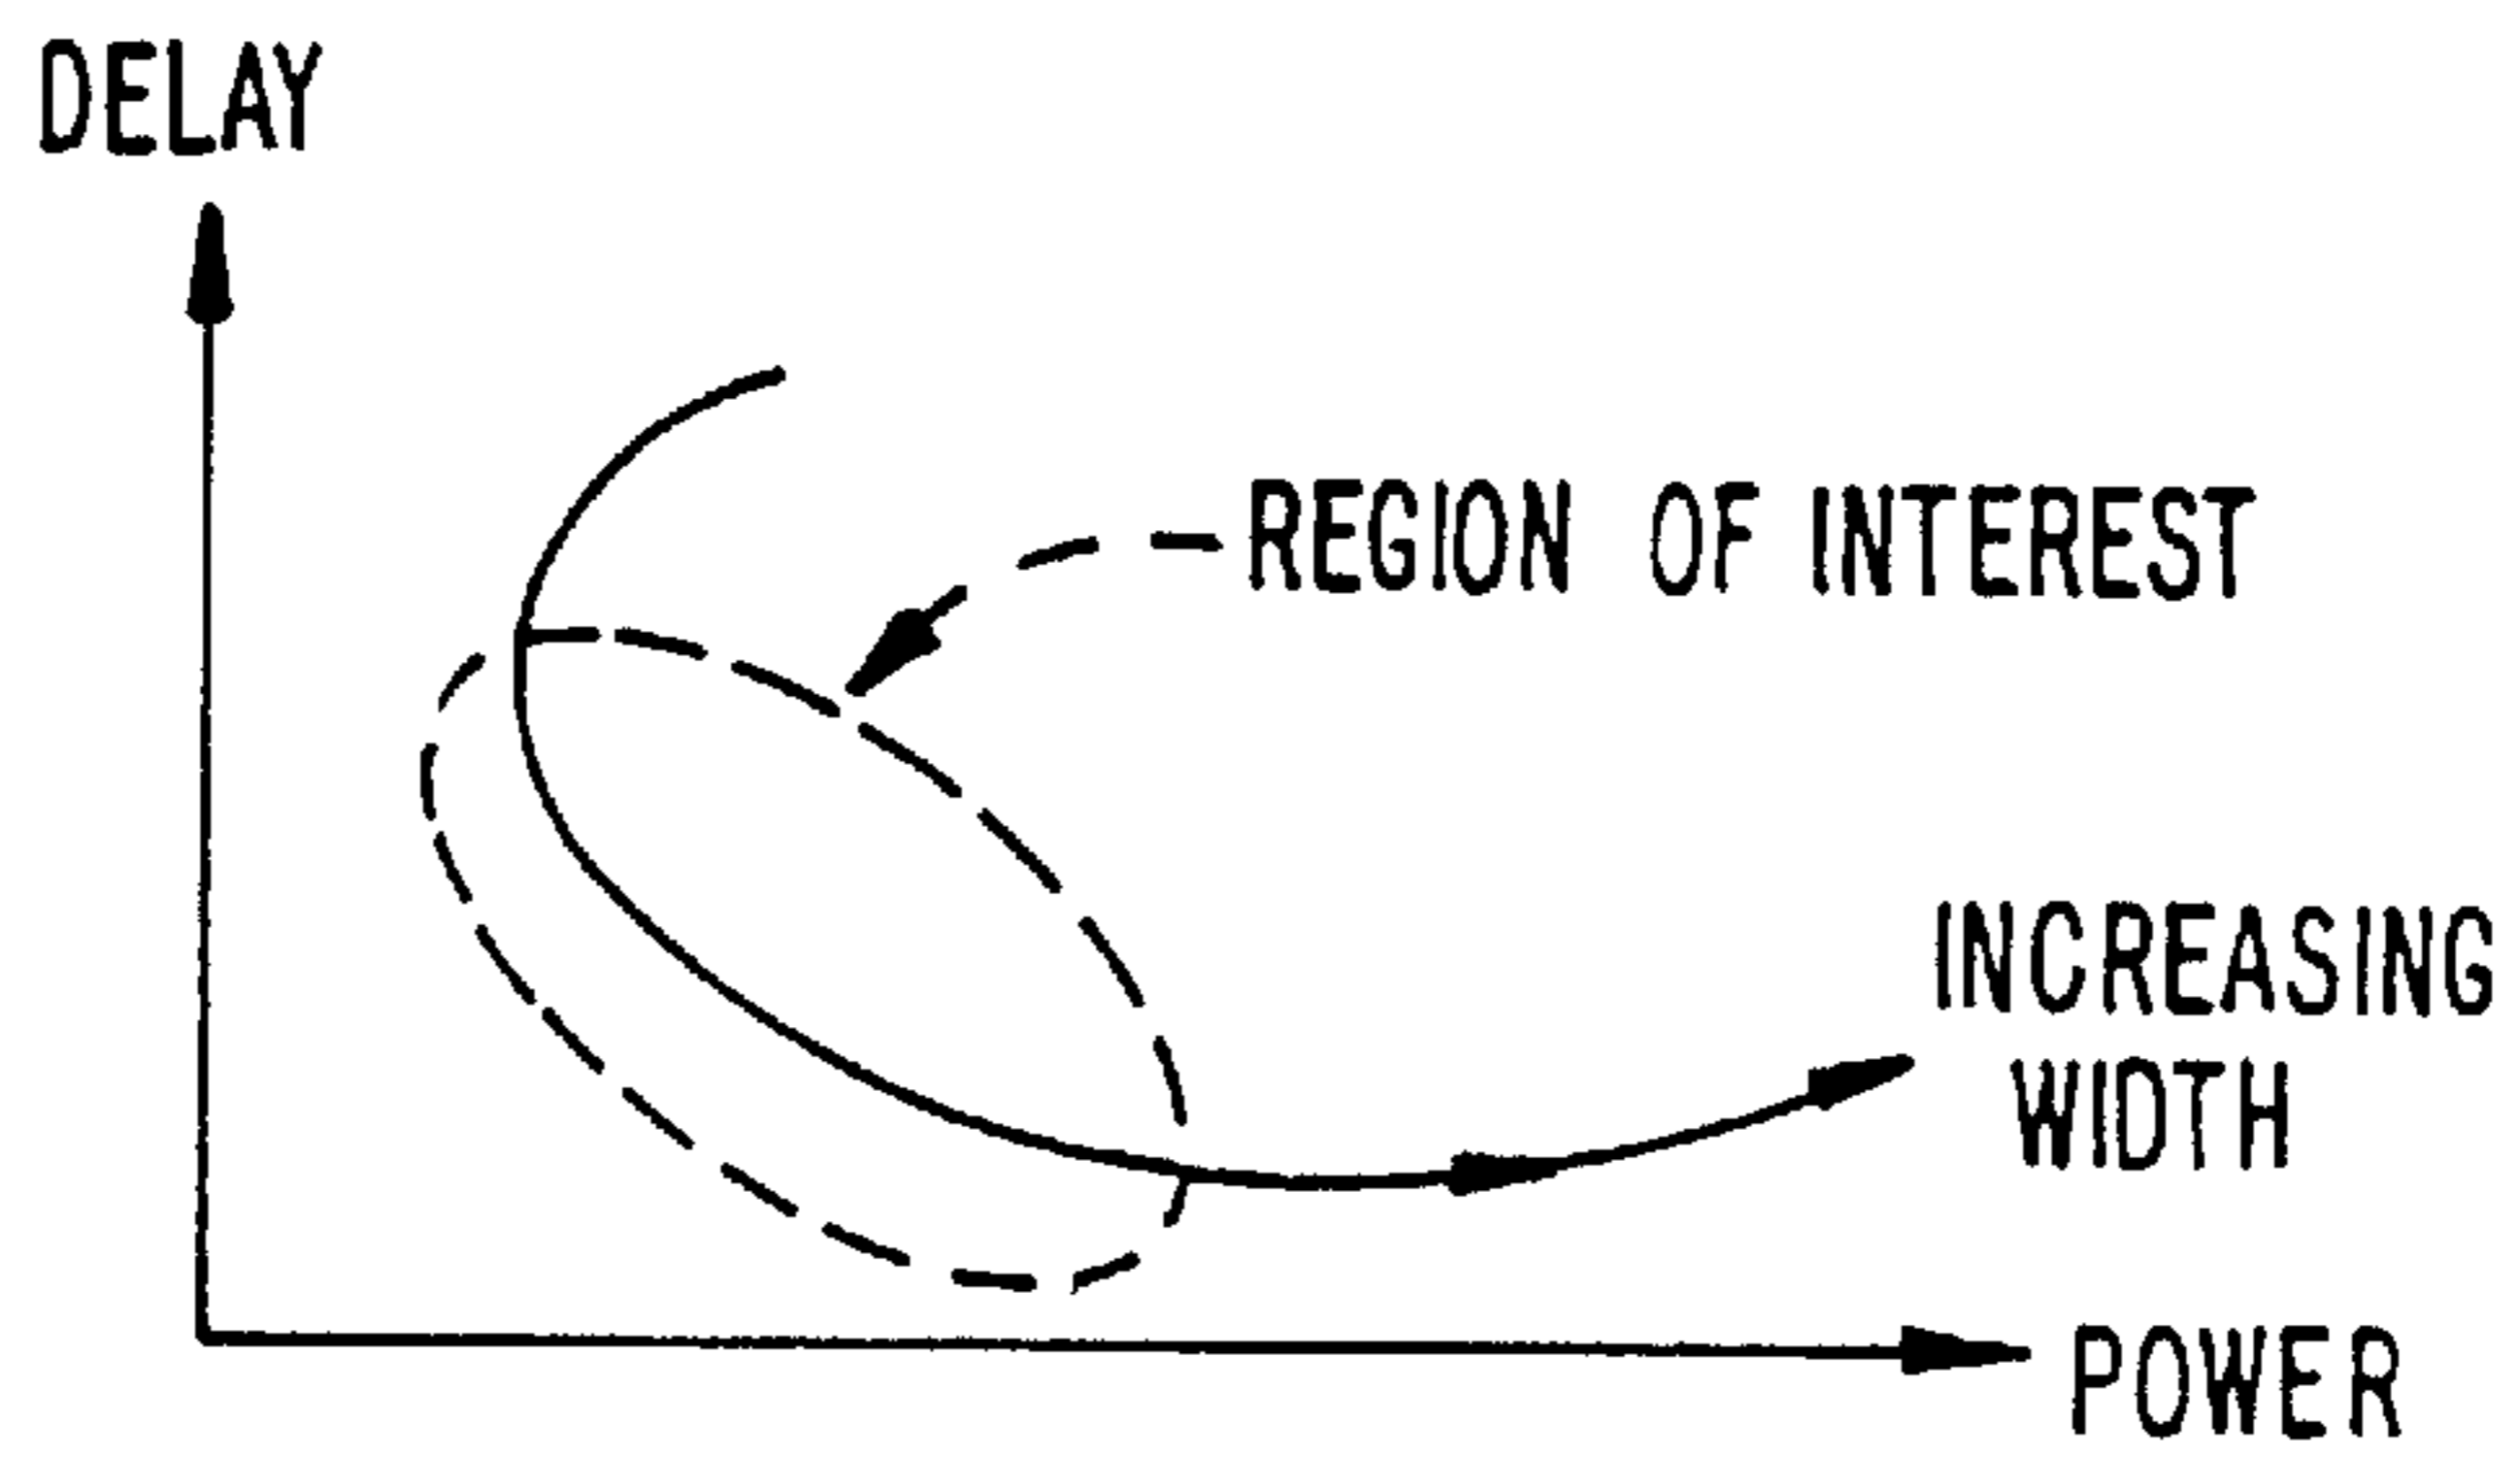 DELAY
REGION OF INTEREST
INCREASING
WIDTH
POWER